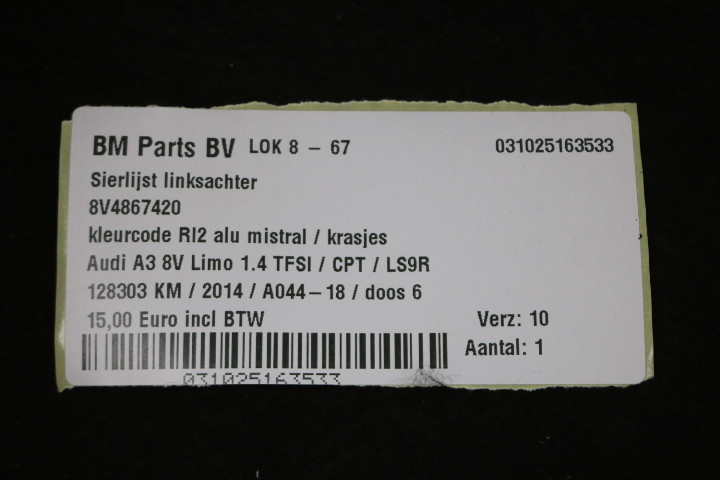 BM Parts BV LOK 8 - 67 031025163533
Sierlijst linksachter
8V4867420
kleurcode RI2 alu mistral / krasjes
Audi A3 8V Limo 1.4 TFSI / CPT / LS9R
128303 KM / 2014 / A044-18 / doos 6
15,00 Euro incl BTW Verz: 10
Aantal: 1
031025163533